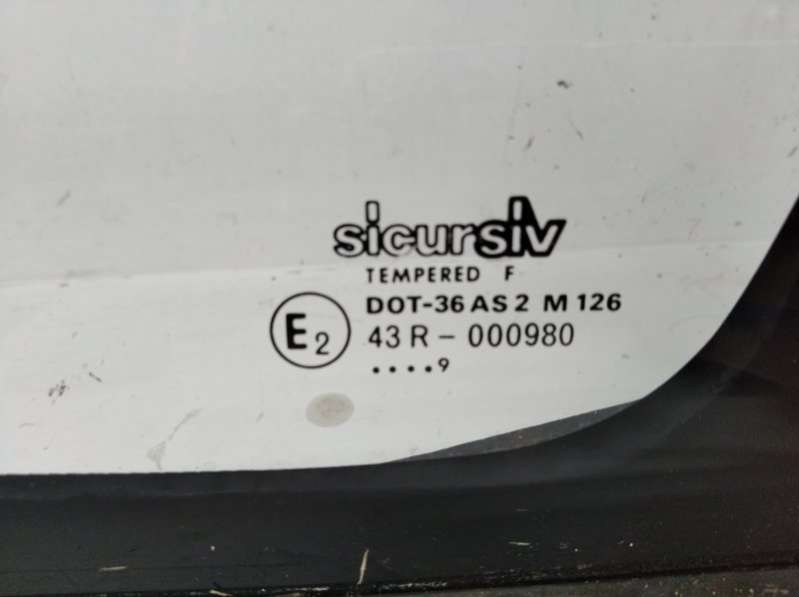 sicursiv
TEMPERED F
DOT-36 AS 2 M 126
E2 43 R - 000980
....9